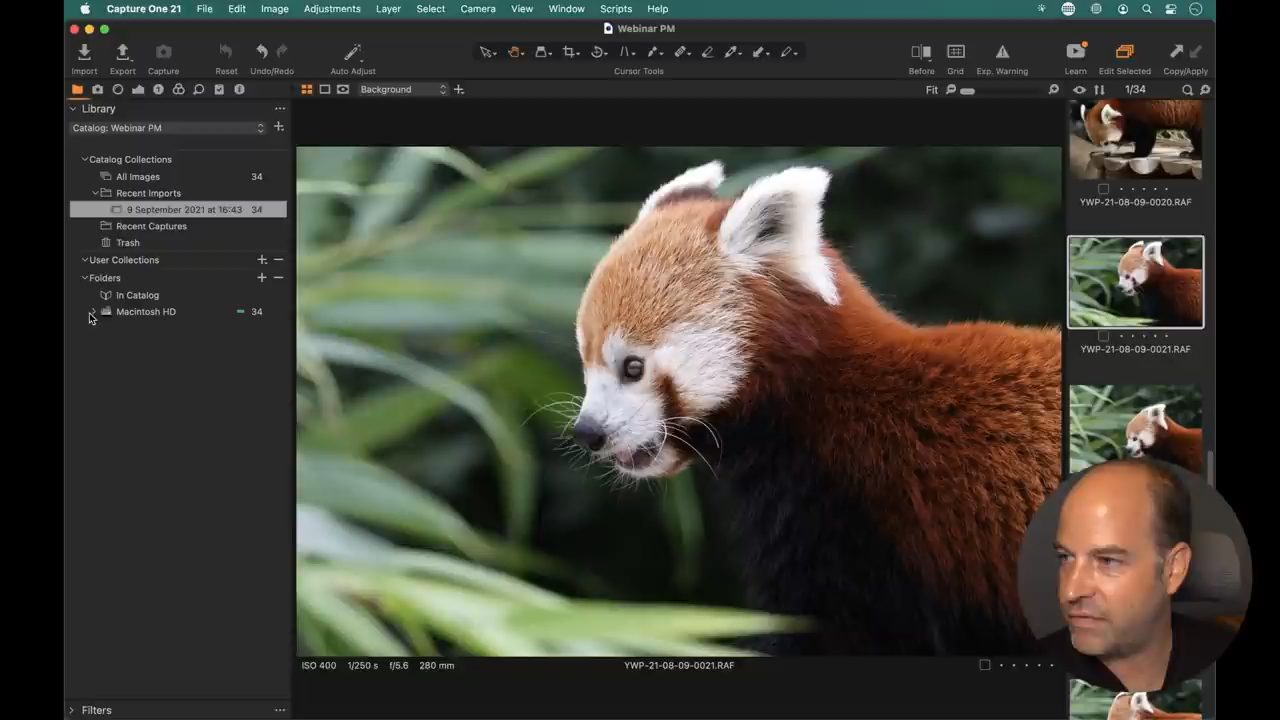 Capture One 21 File Edit Image Adjustments Layer Select Camera View Window Scripts Help
Webinar PM
Import Export Capture Reset Undo/Redo Auto Adjust Cursor Tools Before Grid Exp. Warning Learn Edit Selected Copy/Apply
Background Fit 1/34
Library
Catalog: Webinar PM
Catalog Collections
All Images 34
Recent Imports
9 September 2021 at 16:43 34
Recent Captures
Trash
User Collections
Folders
In Catalog
Macintosh HD 34
YWP-21-08-09-0020.RAF
YWP-21-08-09-0021.RAF
ISO 400 1/250 s f/5.6 280 mm YWP-21-08-09-0021.RAF
Filters